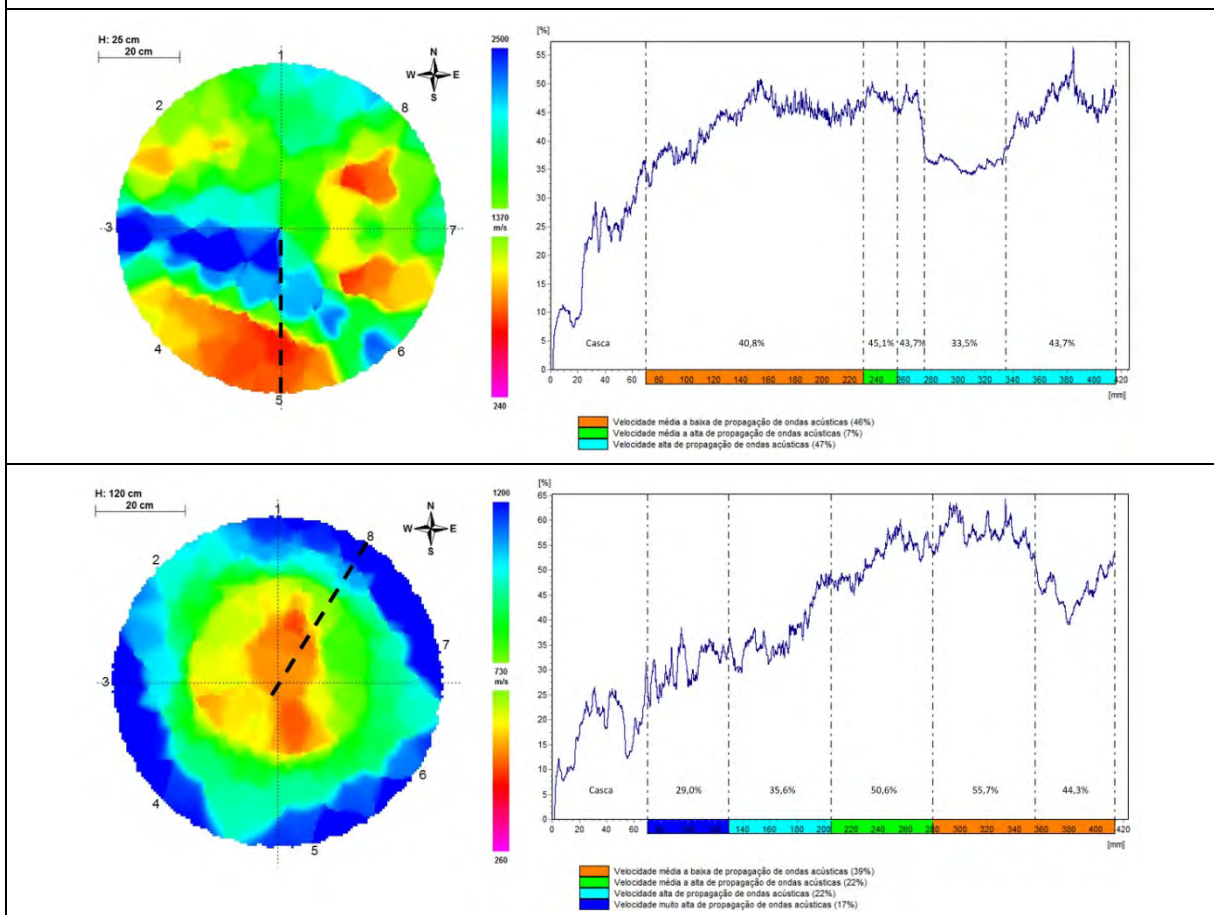 H: 25 cm
20 cm
N
W E
S
1
2
8
3
7
4
6
5
2500
1370
m/s
240
[%]
55
50
45
40
35
30
25
20
15
10
5
0
Casca 40,8% 45,1% 43,7% 33,5% 43,7%
0 20 40 60 80 100 120 140 160 180 200 220 240 260 280 300 320 340 360 380 400 420
[mm]
Velocidade média a baixa de propagação de ondas acústicas (46%)
Velocidade média a alta de propagação de ondas acústicas (7%)
Velocidade alta de propagação de ondas acústicas (47%)
H: 120 cm
20 cm
N
W E
S
1
8
2
7
3
6
4
5
1200
730
m/s
260
[%]
65
60
55
50
45
40
35
30
25
20
15
10
5
0
Casca 29,0% 35,6% 50,6% 55,7% 44,3%
0 20 40 60 140 160 180 200 220 240 260 280 300 320 340 360 380 400 420
[mm]
Velocidade média a baixa de propagação de ondas acústicas (39%)
Velocidade média a alta de propagação de ondas acústicas (22%)
Velocidade alta de propagação de ondas acústicas (22%)
Velocidade muito alta de propagação de ondas acústicas (17%)